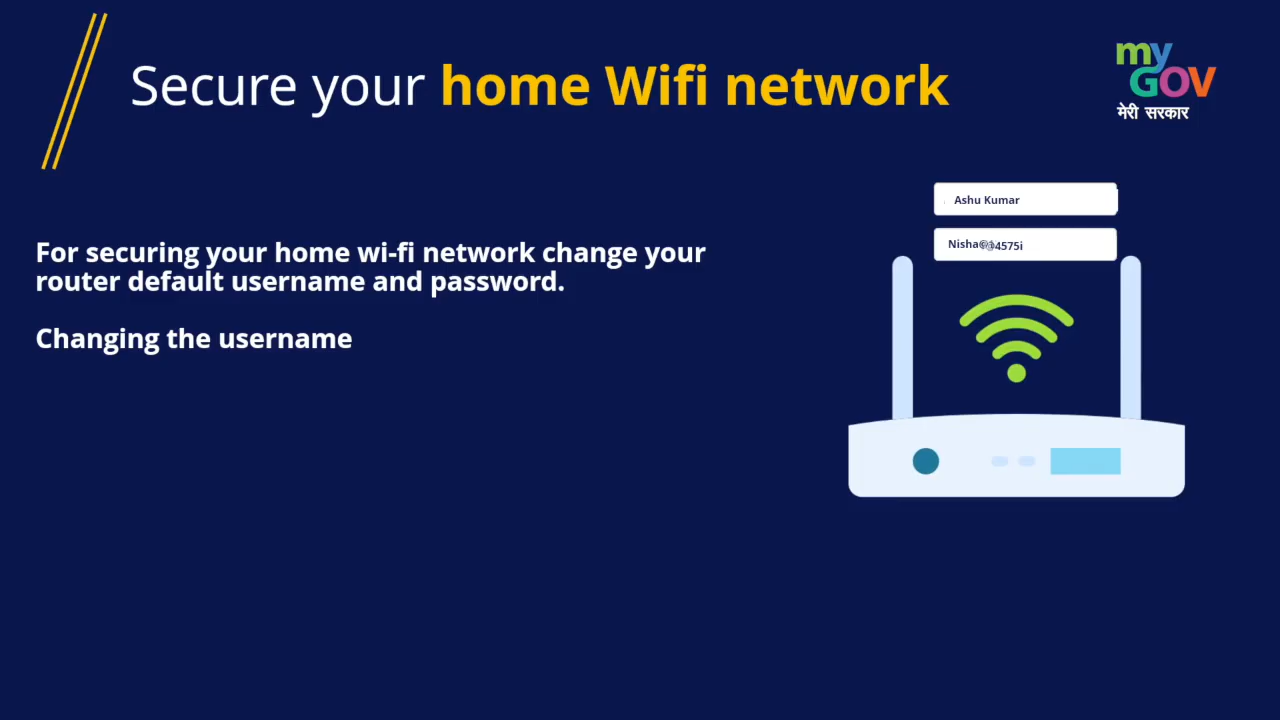 Secure your home Wifi network
my
GOV
मेरी सरकार
Ashu Kumar
For securing your home wi-fi network change your
router default username and password.
Changing the username